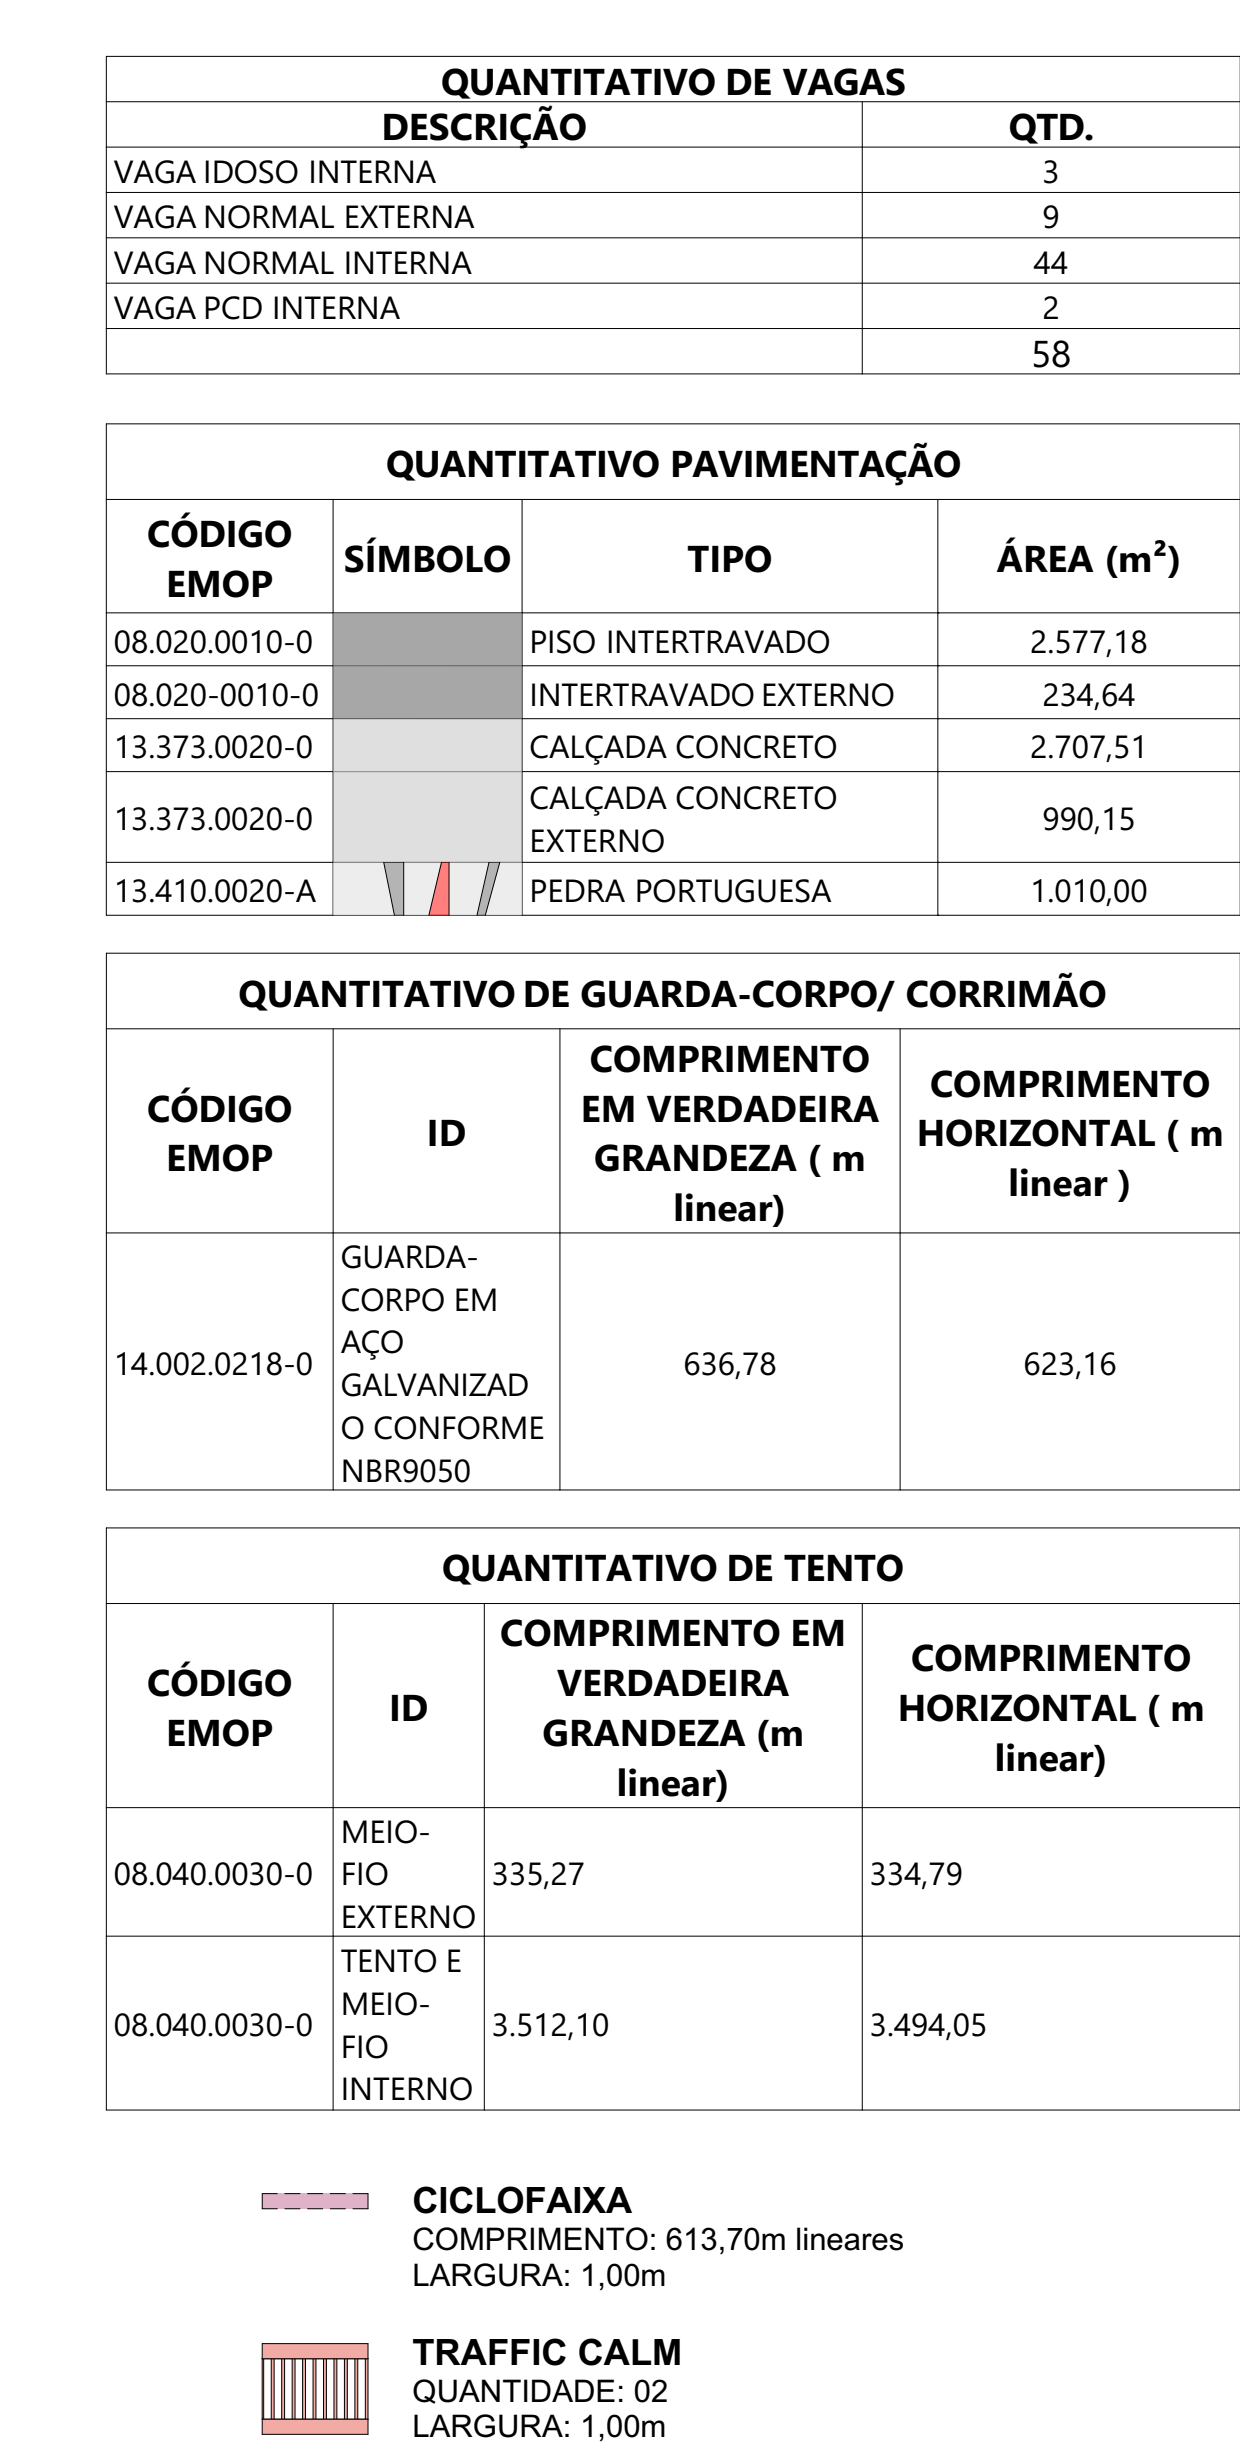 QUANTITATIVO DE VAGAS
DESCRIÇÃO QTD.
VAGA IDOSO INTERNA 3
VAGA NORMAL EXTERNA 9
VAGA NORMAL INTERNA 44
VAGA PCD INTERNA 2
58
QUANTITATIVO PAVIMENTAÇÃO
CÓDIGO
EMOP
SÍMBOLO
TIPO
ÁREA (m²)
08.020.0010-0 PISO INTERTRAVADO 2.577,18
08.020-0010-0 INTERTRAVADO EXTERNO 234,64
13.373.0020-0 CALÇADA CONCRETO 2.707,51
13.373.0020-0
CALÇADA CONCRETO
EXTERNO
990,15
13.410.0020-A PEDRA PORTUGUESA 1.010,00
QUANTITATIVO DE GUARDA-CORPO/ CORRIMÃO
CÓDIGO
EMOP
ID
COMPRIMENTO
EM VERDADEIRA
GRANDEZA ( m
linear)
COMPRIMENTO
HORIZONTAL ( m
linear )
14.002.0218-0
GUARDA-
CORPO EM
AÇO
GALVANIZAD
O CONFORME
NBR9050
636,78
623,16
QUANTITATIVO DE TENTO
CÓDIGO
EMOP
ID
COMPRIMENTO EM
VERDADEIRA
GRANDEZA (m
linear)
COMPRIMENTO
HORIZONTAL ( m
linear)
08.040.0030-0
MEIO-
FIO
EXTERNO
335,27
334,79
08.040.0030-0
TENTO E
MEIO-
FIO
INTERNO
3.512,10
3.494,05
CICLOFAIXA
COMPRIMENTO: 613,70m lineares
LARGURA: 1,00m
TRAFFIC CALM
QUANTIDADE: 02
LARGURA: 1,00m